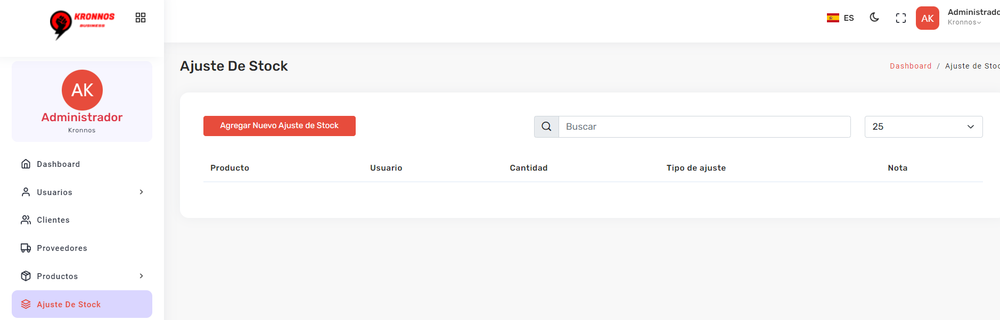 KRONNOS
BUSINESS
ES
AK
Administrado
Kronnos
AK
Administrador
Kronnos
Dashboard
Usuarios
Clientes
Proveedores
Productos
Ajuste De Stock
Ajuste De Stock
Dashboard / Ajuste de Stoc
Agregar Nuevo Ajuste de Stock
Buscar
25
Producto Usuario Cantidad Tipo de ajuste Nota